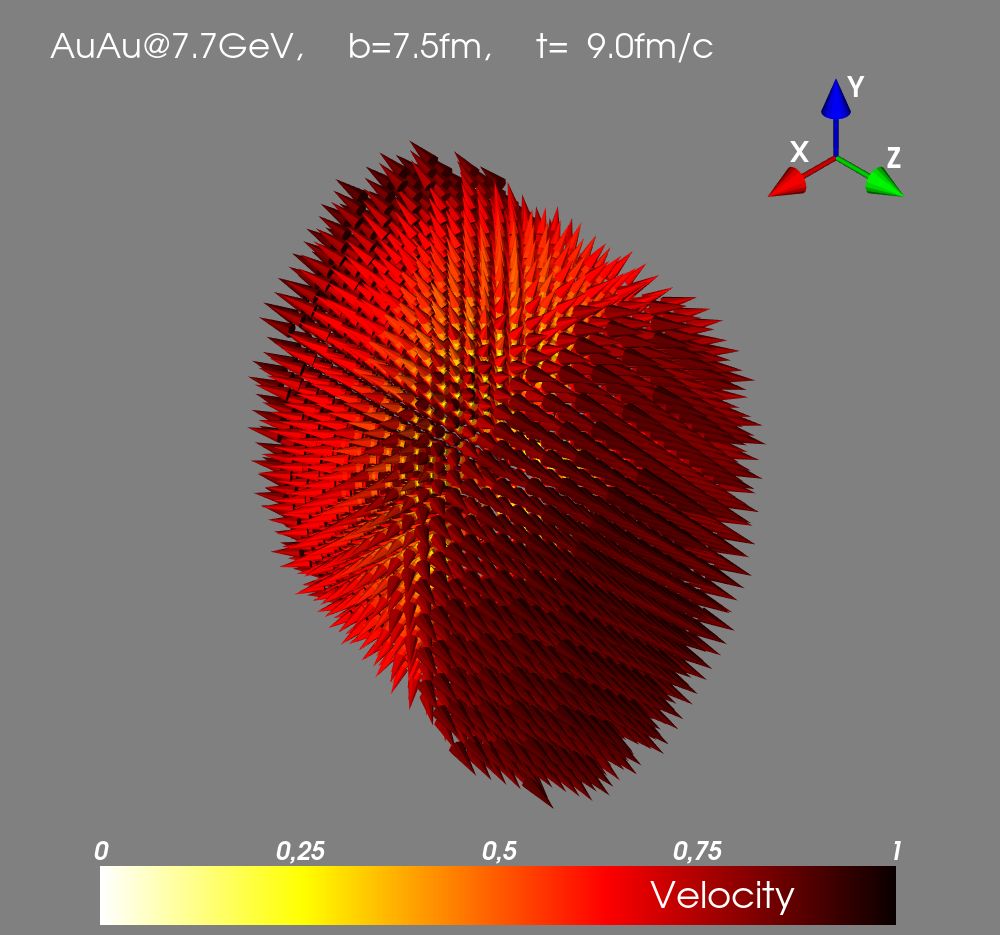 AuAu@7.7GeV, b=7.5fm, t= 9.0fm/c
Y
X
Z
0 0,25 0,5 0,75 1
Velocity